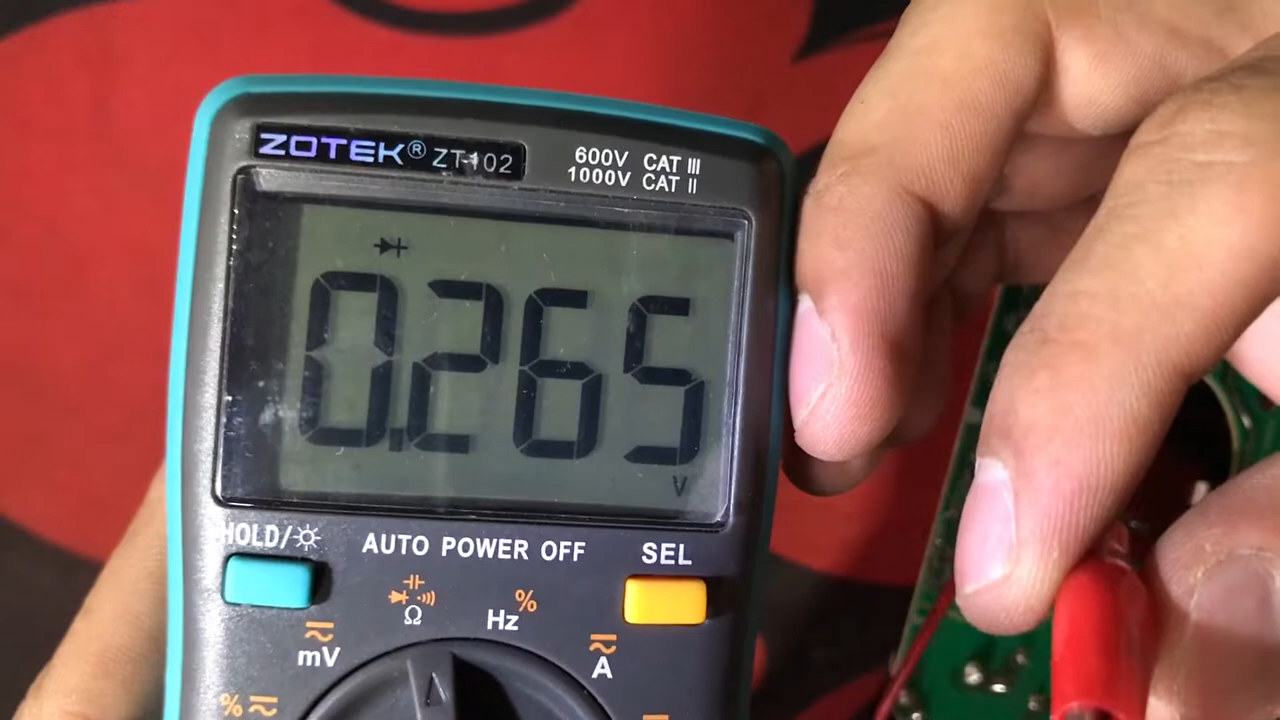 ZOTEK® ZT-102
600V CAT III
1000V CAT II
0.265
V
HOLD/
AUTO POWER OFF
SEL
Ω
Hz
%
mV
A
%